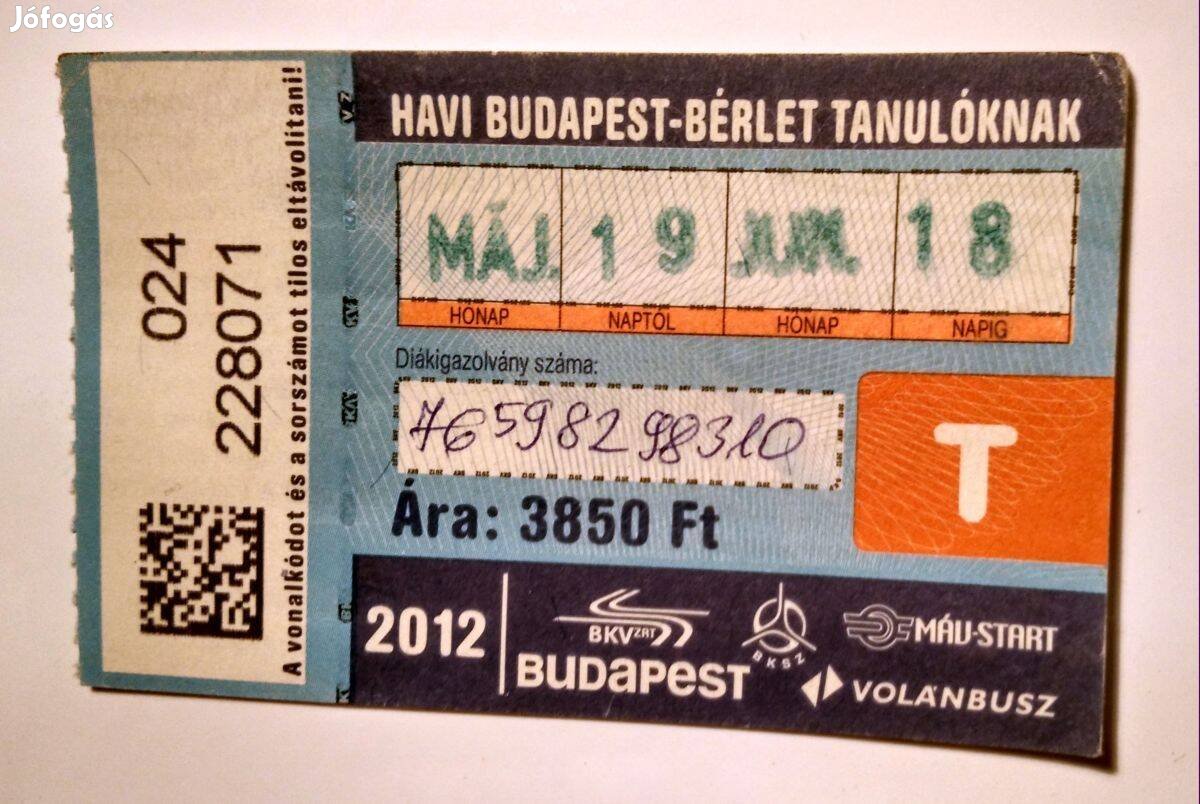 Jófogás
HAVI BUDAPEST-BÉRLET TANULÓKNAK
MÁJ. 19 JÚN. 18
HÓNAP NAPTÓL HÓNAP NAPIG
Diákigazolvány száma:
76598298310
T
Ára: 3850 Ft
2012
BKV ZRT
BUDAPEST
BKSZ
MÁV-START
VOLÁNBUSZ
024
228071
A vonalkódot és a sorszámot tilos eltávolítani!